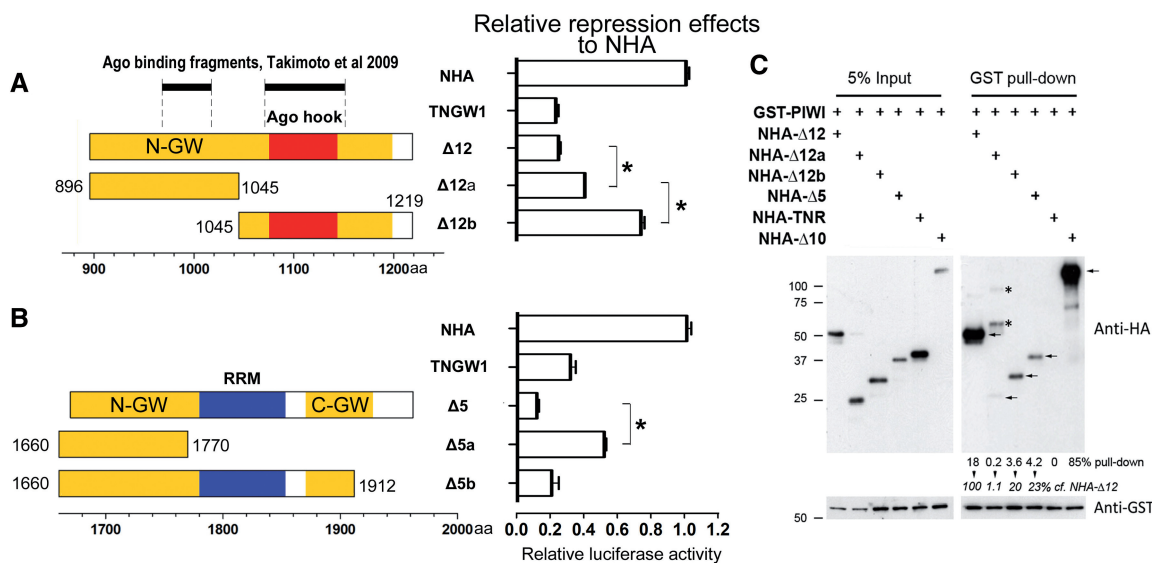 Relative repression effects
to NHA
A
Ago binding fragments, Takimoto et al 2009
Ago hook
N-GW
896
1045
1045
1219
900
1000
1100
1200aa
NHA
TNGW1
Δ12
Δ12a
Δ12b
*
*
B
RRM
N-GW
C-GW
1660
1770
1660
1912
1700
1800
1900
2000aa
NHA
TNGW1
Δ5
Δ5a
Δ5b
*
0.0 0.2 0.4 0.6 0.8 1.0 1.2
Relative luciferase activity
C
5% Input
GST pull-down
GST-PIWI + + + + + + + + + + + +
NHA-Δ12 + +
NHA-Δ12a + +
NHA-Δ12b + +
NHA-Δ5 + +
NHA-TNR + +
NHA-Δ10 + +
100
75
50
37
25
*
*
Anti-HA
18 0.2 3.6 4.2 0 85% pull-down
100 1.1 20 23% cf. NHA-Δ12
50
Anti-GST